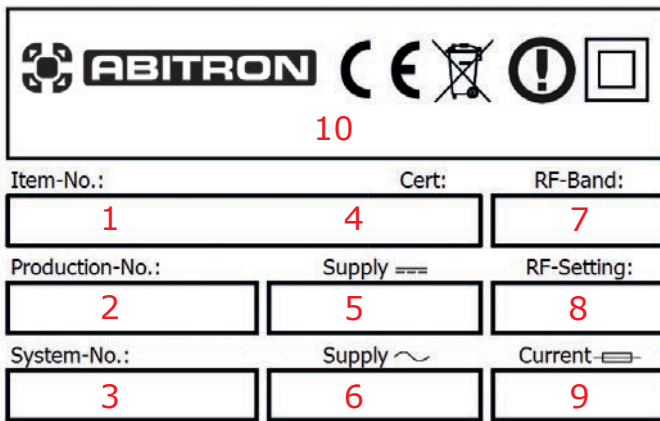 ABITRON CE
10
Item-No.: Cert: RF-Band:
1 4 7
Production-No.: Supply RF-Setting:
2 5 8
System-No.: Supply Current
3 6 9